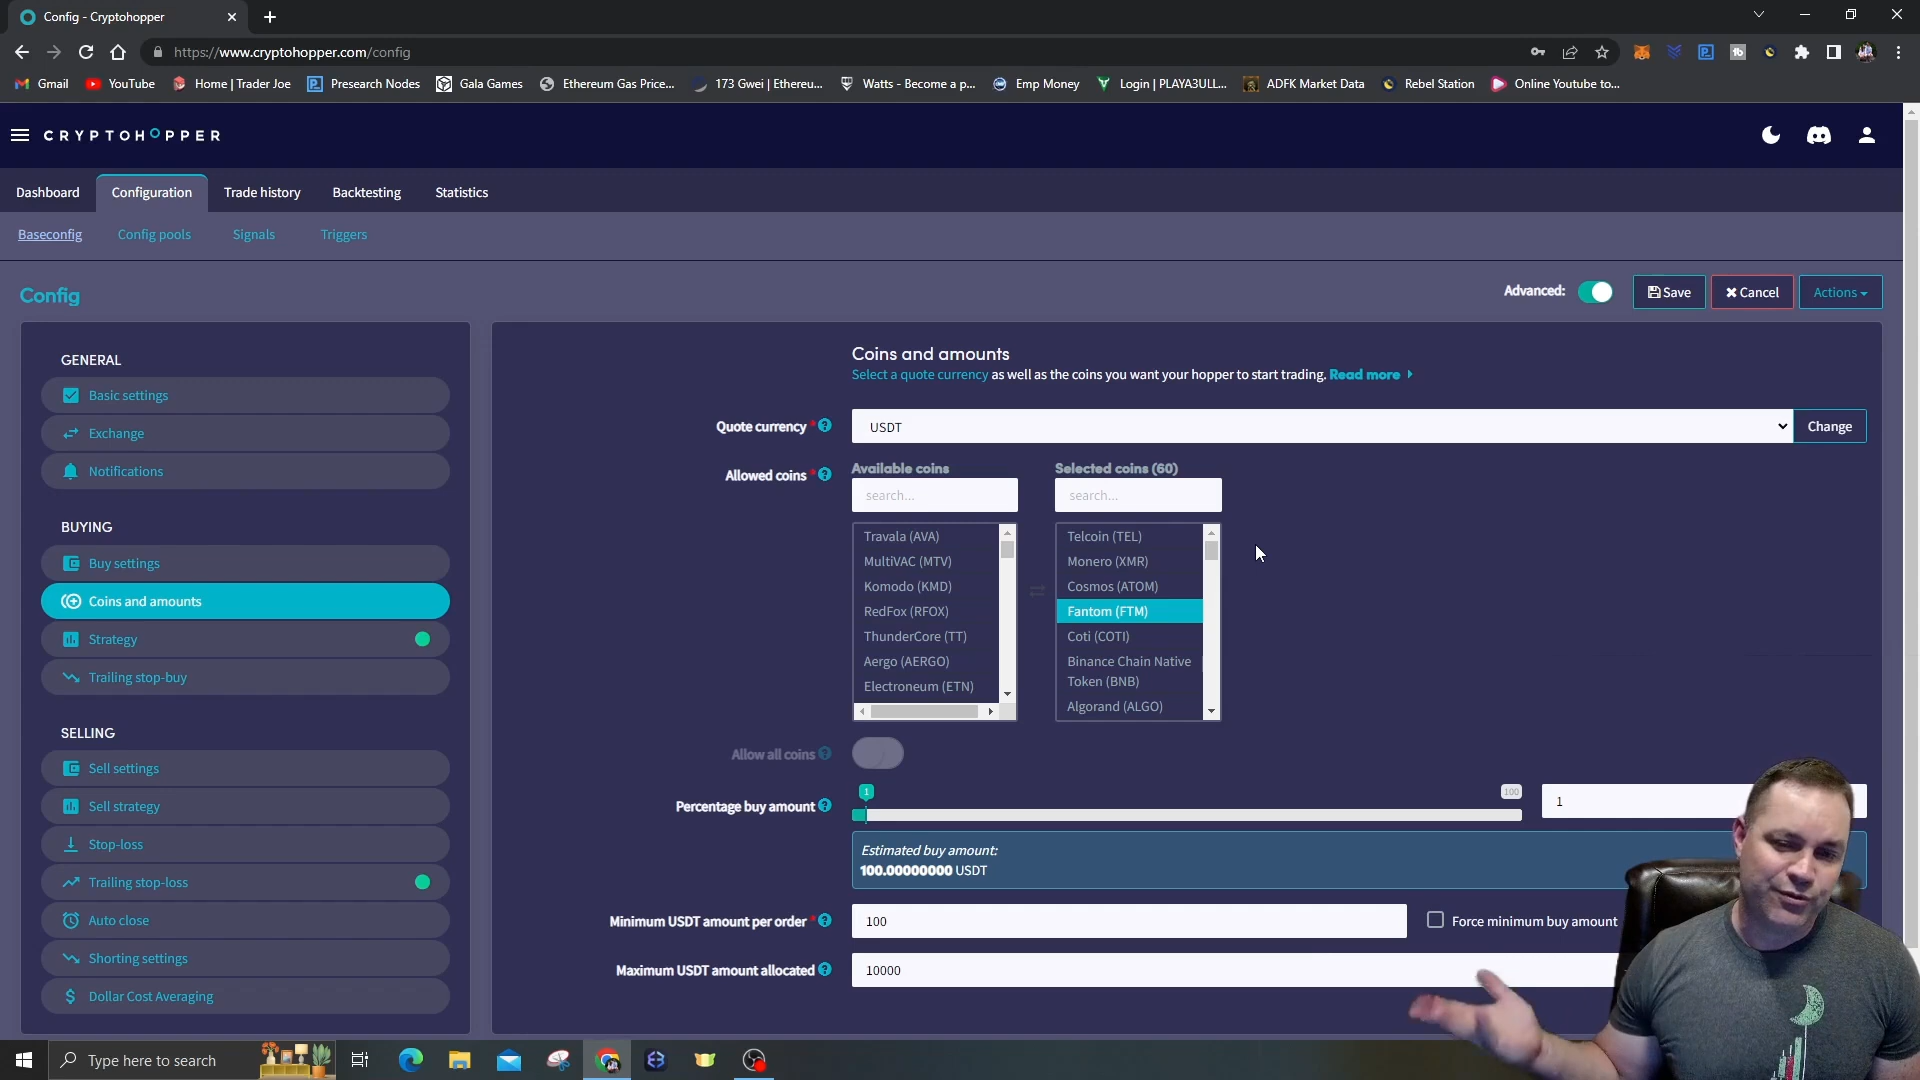 Config - Cryptohopper
https://www.cryptohopper.com/config
Gmail
YouTube
Home | Trader Joe
Presearch Nodes
Gala Games
Ethereum Gas Price...
173 Gwei | Ethereu...
Watts - Become a p...
Emp Money
Login | PLAYA3ULL...
ADFK Market Data
Rebel Station
Online Youtube to...
CRYPTOHOPPER
Dashboard
Configuration
Trade history
Backtesting
Statistics
Baseconfig
Config pools
Signals
Triggers
Config
Advanced:
Save
Cancel
Actions
GENERAL
Basic settings
Exchange
Notifications
BUYING
Buy settings
Coins and amounts
Strategy
Trailing stop-buy
SELLING
Sell settings
Sell strategy
Stop-loss
Trailing stop-loss
Auto close
Shorting settings
Dollar Cost Averaging
Coins and amounts
Select a quote currency as well as the coins you want your hopper to start trading. Read more
Quote currency *
USDT
Change
Allowed coins *
Available coins
search...
Travala (AVA)
MultiVAC (MTV)
Komodo (KMD)
RedFox (RFOX)
ThunderCore (TT)
Aergo (AERGO)
Electroneum (ETN)
Selected coins (60)
search...
Telcoin (TEL)
Monero (XMR)
Cosmos (ATOM)
Fantom (FTM)
Coti (COTI)
Binance Chain Native
Token (BNB)
Algorand (ALGO)
Allow all coins
Percentage buy amount
1
100
1
Estimated buy amount:
100.00000000 USDT
Minimum USDT amount per order *
100
Force minimum buy amount
Maximum USDT amount allocated
10000
Type here to search